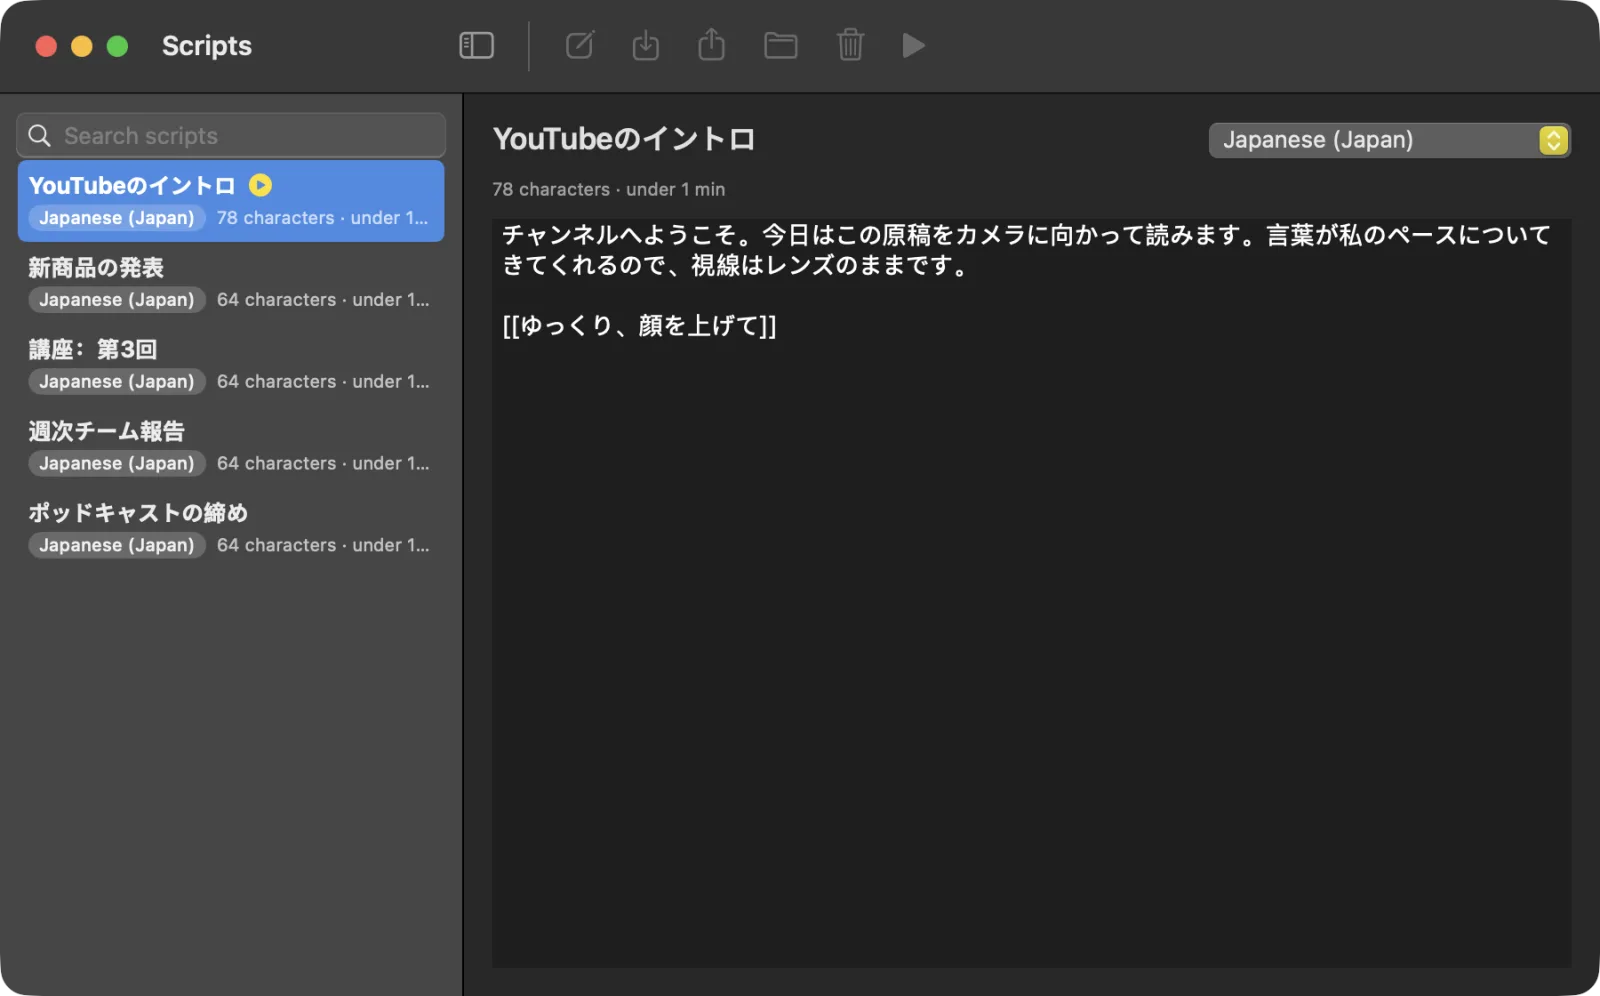 Scripts
Search scripts
YouTubeのイントロ
Japanese (Japan) 78 characters · under 1...
新商品の発表
Japanese (Japan) 64 characters · under 1...
講座：第3回
Japanese (Japan) 64 characters · under 1...
週次チーム報告
Japanese (Japan) 64 characters · under 1...
ポッドキャストの締め
Japanese (Japan) 64 characters · under 1...
YouTubeのイントロ
Japanese (Japan)
78 characters · under 1 min
チャンネルへようこそ。今日はこの原稿をカメラに向かって読みます。言葉が私のペースについて
きてくれるので、視線はレンズのままです。
[[ゆっくり、顔を上げて]]